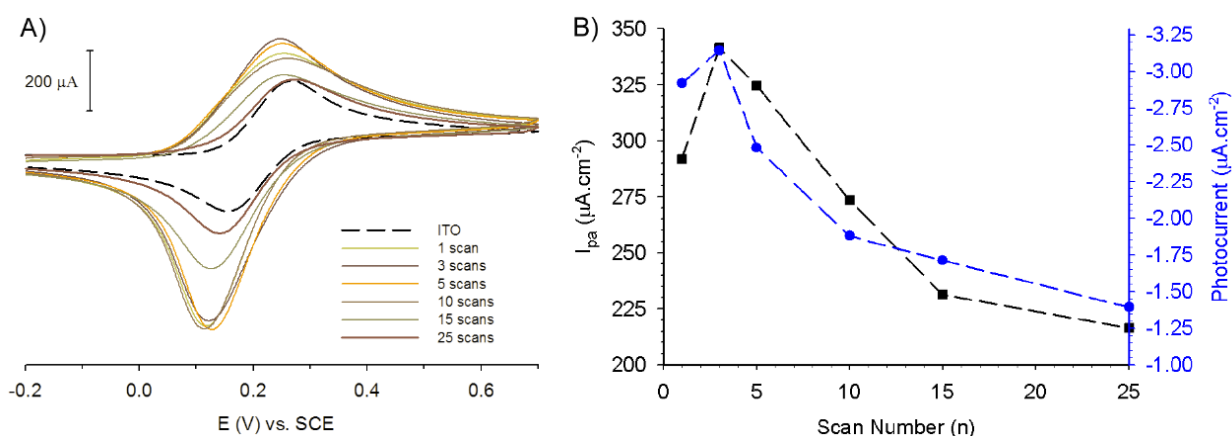 A)
200 µA
ITO
1 scan
3 scans
5 scans
10 scans
15 scans
25 scans
-0.2 0.0 0.2 0.4 0.6
E (V) vs. SCE
B)
350
325
300
275
250
225
200
I_pa (µA.cm⁻²)
0 5 10 15 20 25
Scan Number (n)
-3.25
-3.00
-2.75
-2.50
-2.25
-2.00
-1.75
-1.50
-1.25
-1.00
Photocurrent (µA.cm⁻²)